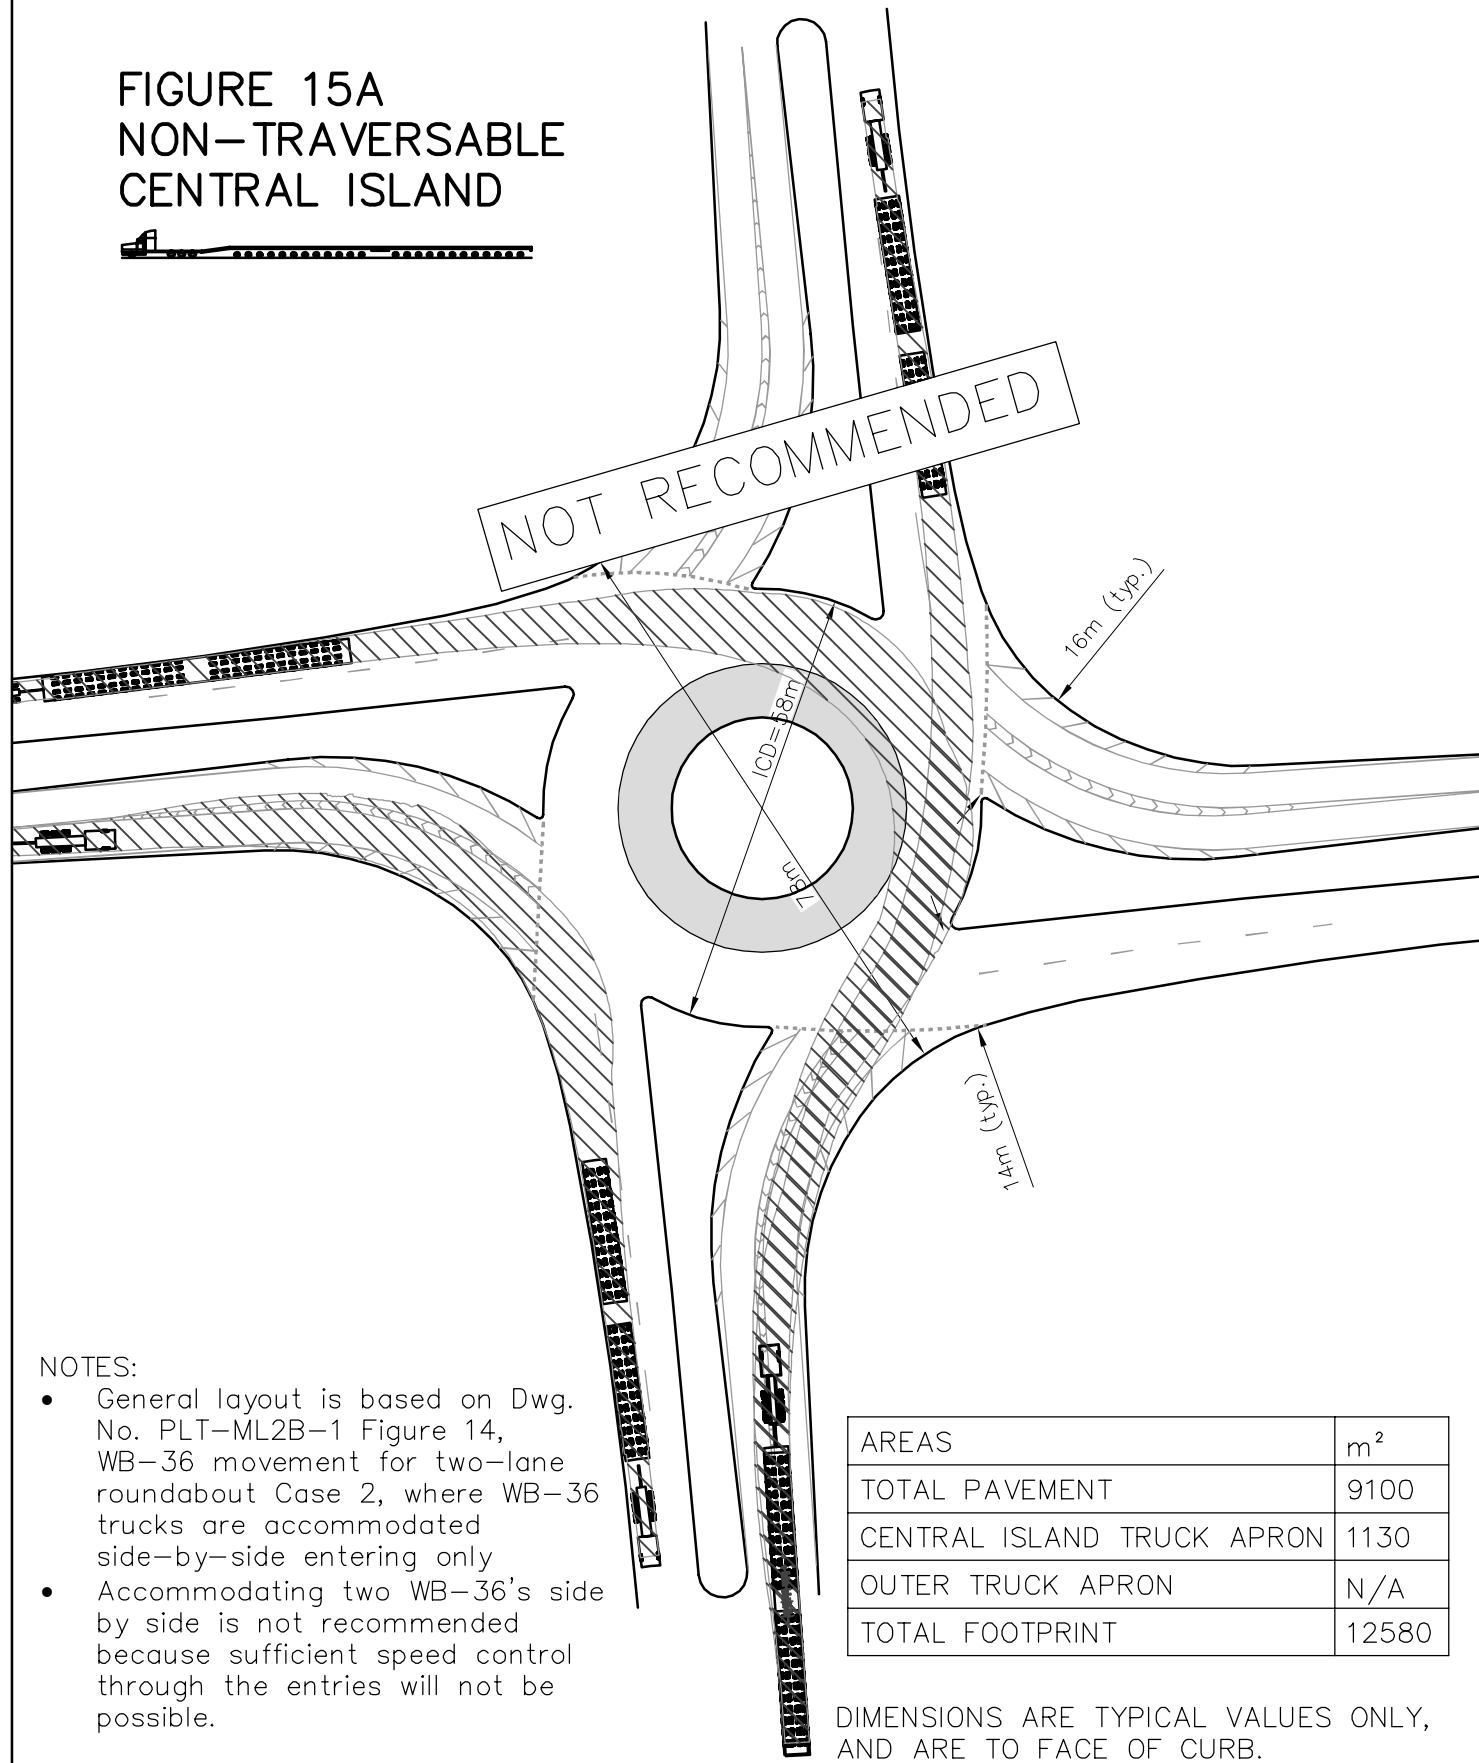 FIGURE 15A
NON-TRAVERSABLE
CENTRAL ISLAND
NOT RECOMMENDED
16m (typ.)
ICD=58m
78m
14m (typ.)
NOTES:
• General layout is based on Dwg.
No. PLT-ML2B-1 Figure 14,
WB-36 movement for two-lane
roundabout Case 2, where WB-36
trucks are accommodated
side-by-side entering only
• Accommodating two WB-36's side
by side is not recommended
because sufficient speed control
through the entries will not be
possible.
AREAS m²
TOTAL PAVEMENT 9100
CENTRAL ISLAND TRUCK APRON 1130
OUTER TRUCK APRON N/A
TOTAL FOOTPRINT 12580
DIMENSIONS ARE TYPICAL VALUES ONLY,
AND ARE TO FACE OF CURB.